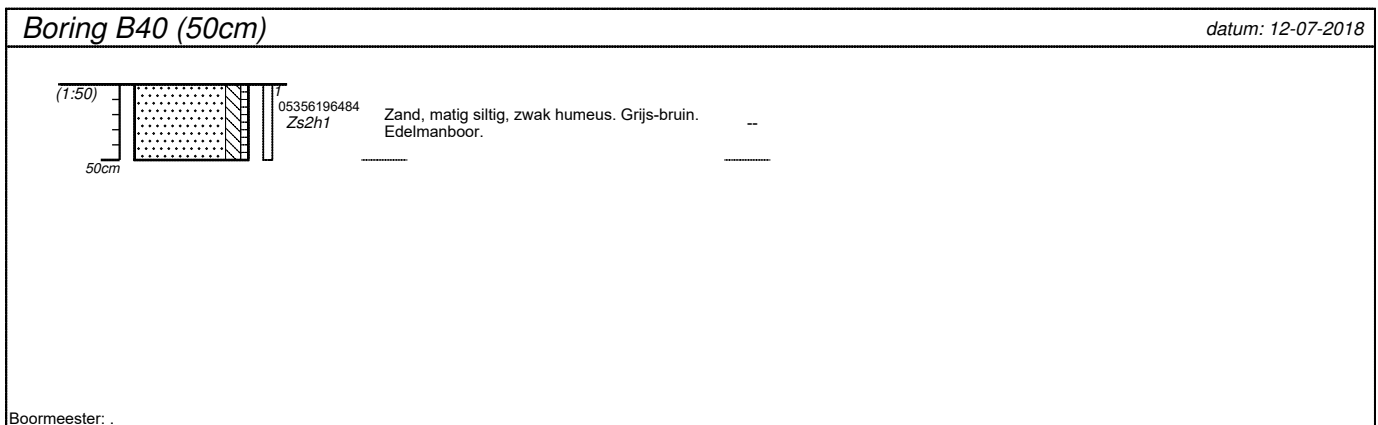 Boring B40 (50cm)
datum: 12-07-2018
(1:50)
1
05356196484
Zs2h1
Zand, matig siltig, zwak humeus. Grijs-bruin.
Edelmanboor.
--
50cm
Boormeester: .